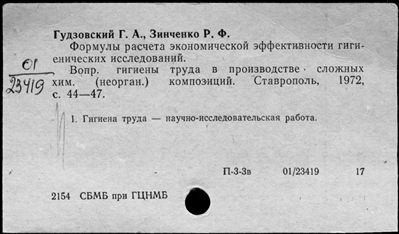 Гудзовский Г. А., Зинченко Р. Ф.
Формулы расчета экономической эффективности гиги-
енических исследований.
Вопр. гигиены труда в производстве сложных
хим. (неорган.) композиций. Ставрополь, 1972,
с. 44—47.
01
23419
1. Гигиена труда — научно-исследовательская работа.
П-3-3в 01/23419 17
2154 СБМБ при ГЦНМБ